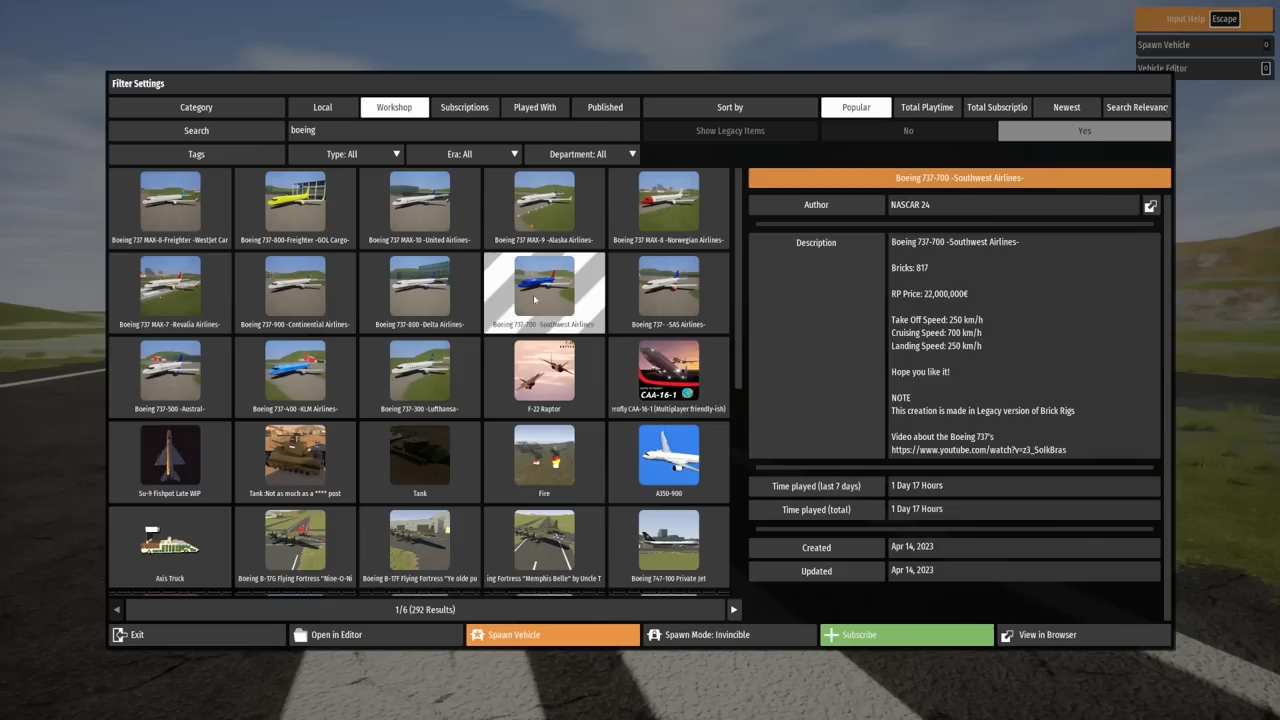 Input Help Escape
Spawn Vehicle 0
Vehicle Editor 0
Filter Settings
Category Local Workshop Subscriptions Played With Published Sort by Popular Total Playtime Total Subscriptio Newest Search Relevanc
Search boeing Show Legacy Items No Yes
Tags Type: All Era: All Department: All
Boeing 737-700 -Southwest Airlines-
Author NASCAR 24
Description
Boeing 737-700 -Southwest Airlines-
Bricks: 817
RP Price: 22,000,000€
Take Off Speed: 250 km/h
Cruising Speed: 700 km/h
Landing Speed: 250 km/h
Hope you like it!
NOTE
This creation is made in Legacy version of Brick Rigs
Video about the Boeing 737's
https://www.youtube.com/watch?v=z3_SoIkBras
Time played (last 7 days) 1 Day 17 Hours
Time played (total) 1 Day 17 Hours
Created Apr 14, 2023
Updated Apr 14, 2023
Boeing 737 MAX-8-Freighter -WestJet Car
Boeing 737-800-Freighter -GOL Cargo-
Boeing 737 MAX-10 -United Airlines-
Boeing 737 MAX-9 -Alaska Airlines-
Boeing 737 MAX-8 -Norwegian Airlines-
Boeing 737 MAX-7 -Revalia Airlines-
Boeing 737-900 -Continental Airlines-
Boeing 737-800 -Delta Airlines-
Boeing 737-700 -Southwest Airlines-
Boeing 737- -SAS Airlines-
Boeing 737-500 -Austral-
Boeing 737-400 -KLM Airlines-
Boeing 737-300 -Lufthansa-
F-22 Raptor
CAA-16-1
rofly CAA-16-1 (Multiplayer friendly-ish)
Su-9 Fishpot Late WIP
Tank :Not as much as a **** post
Tank
Fire
A350-900
Axis Truck
Boeing B-17G Flying Fortress "Nine-O-Ni
Boeing B-17F Flying Fortress "Ye olde pu
ing Fortress "Memphis Belle" by Uncle T
Boeing 747-100 Private Jet
1/6 (292 Results)
Exit Open in Editor Spawn Vehicle Spawn Mode: Invincible Subscribe View in Browser